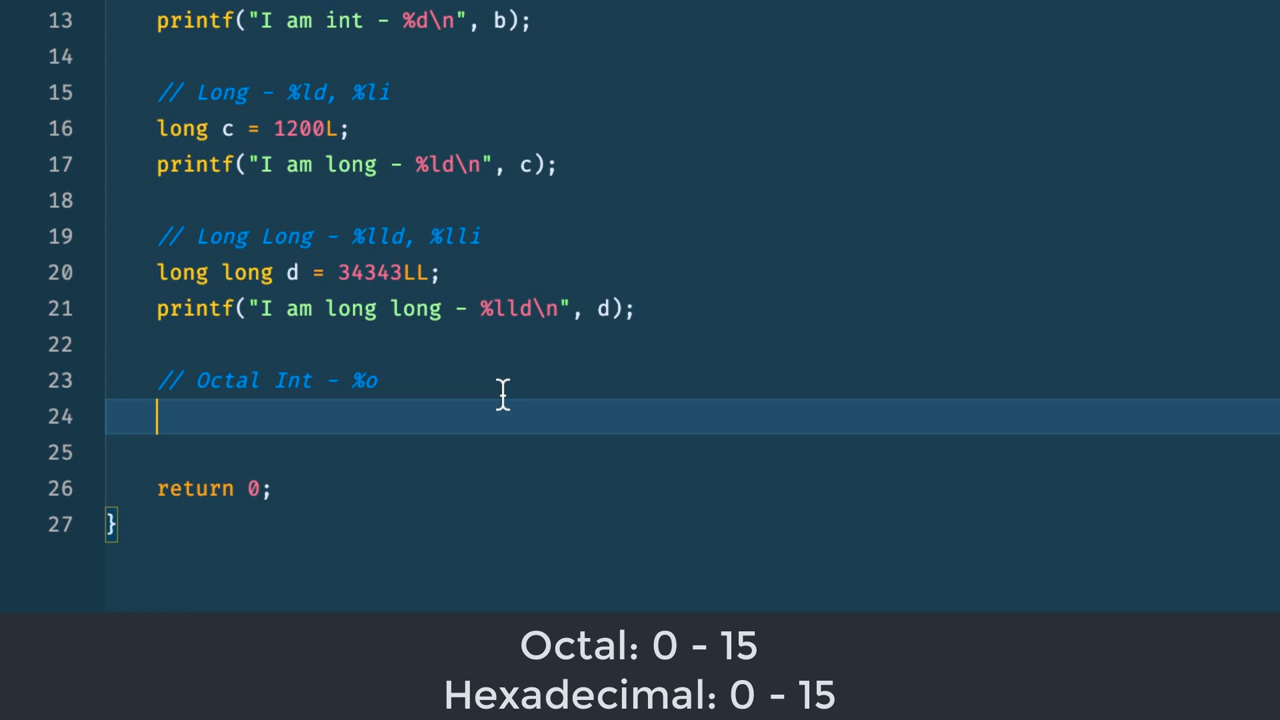 13 printf("I am int - %d\n", b);
14
15 // Long - %ld, %li
16 long c = 1200L;
17 printf("I am long - %ld\n", c);
18
19 // Long Long - %lld, %lli
20 long long d = 34343LL;
21 printf("I am long long - %lld\n", d);
22
23 // Octal Int - %o
24
25
26 return 0;
27 }
Octal: 0 - 15
Hexadecimal: 0 - 15